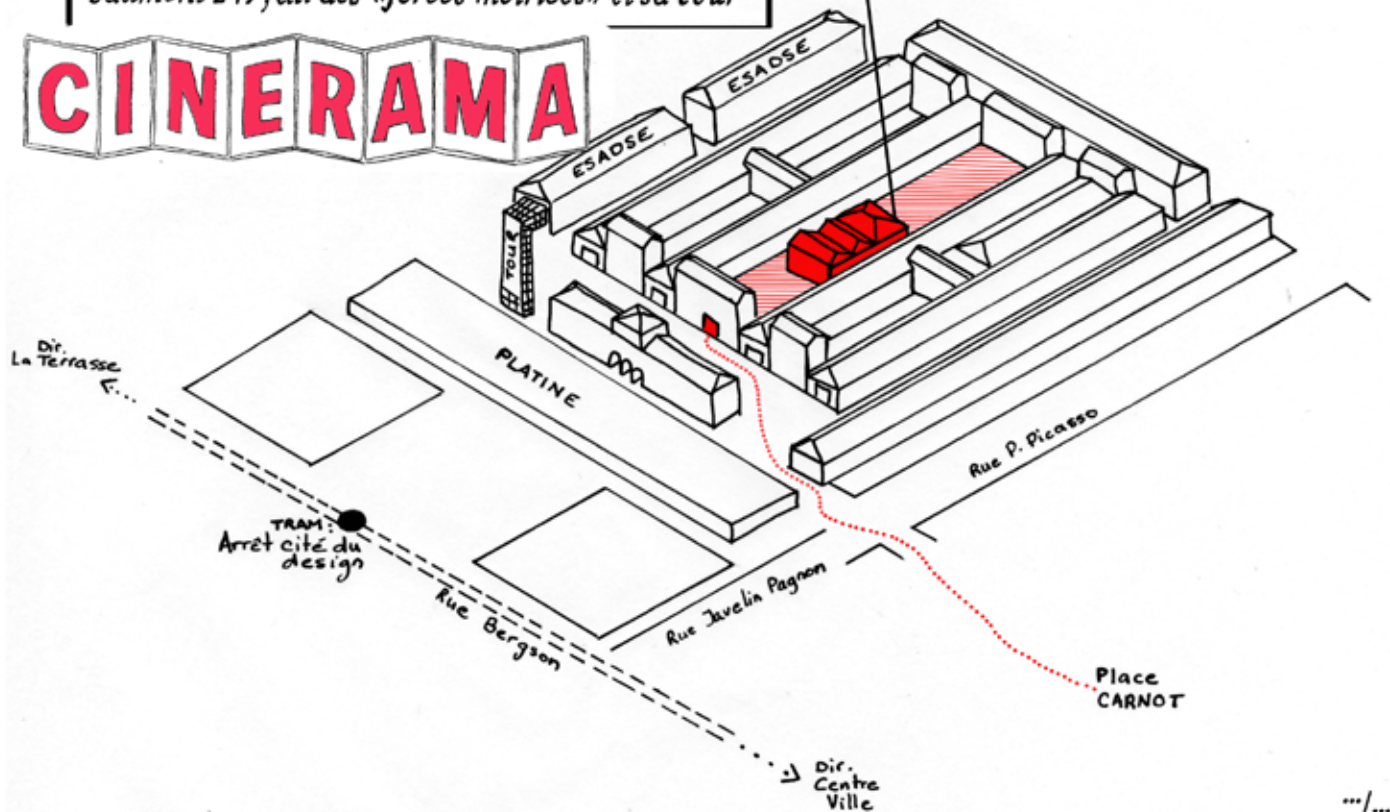 CINERAMA
ESADSE
ESADSE
TOUR
PLATINE
Dir.
La Terrasse
Rue P. Picasso
TRAM:
Arrêt cité du
design
Rue Bergson
Rue Javelin Pagnon
Place
CARNOT
Dir.
Centre
Ville
.../...